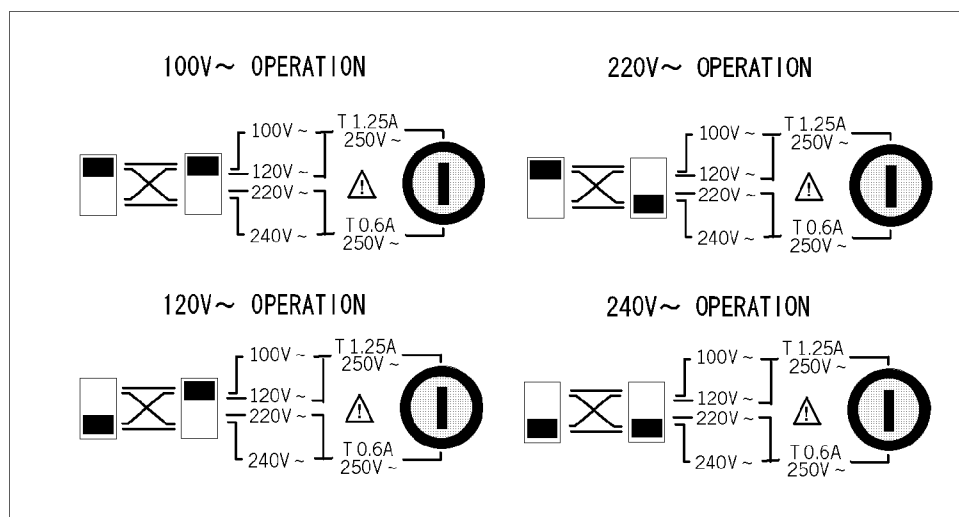 100V~ OPERATION
100V~
120V~
220V~
240V~
T 1.25A
250V~
T 0.6A
250V~
220V~ OPERATION
100V~
120V~
220V~
240V~
T 1.25A
250V~
T 0.6A
250V~
120V~ OPERATION
100V~
120V~
220V~
240V~
T 1.25A
250V~
T 0.6A
250V~
240V~ OPERATION
100V~
120V~
220V~
240V~
T 1.25A
250V~
T 0.6A
250V~